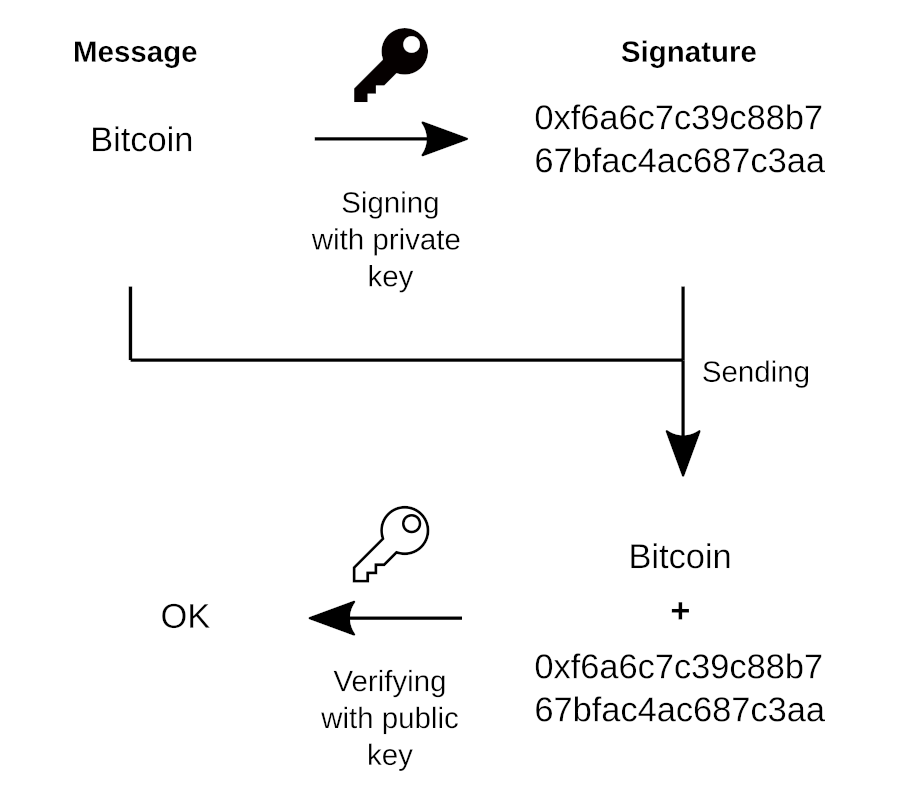 Message
Signature
Bitcoin
0xf6a6c7c39c88b7
67bfac4ac687c3aa
Signing
with private
key
Sending
Bitcoin
+
0xf6a6c7c39c88b7
67bfac4ac687c3aa
OK
Verifying
with public
key